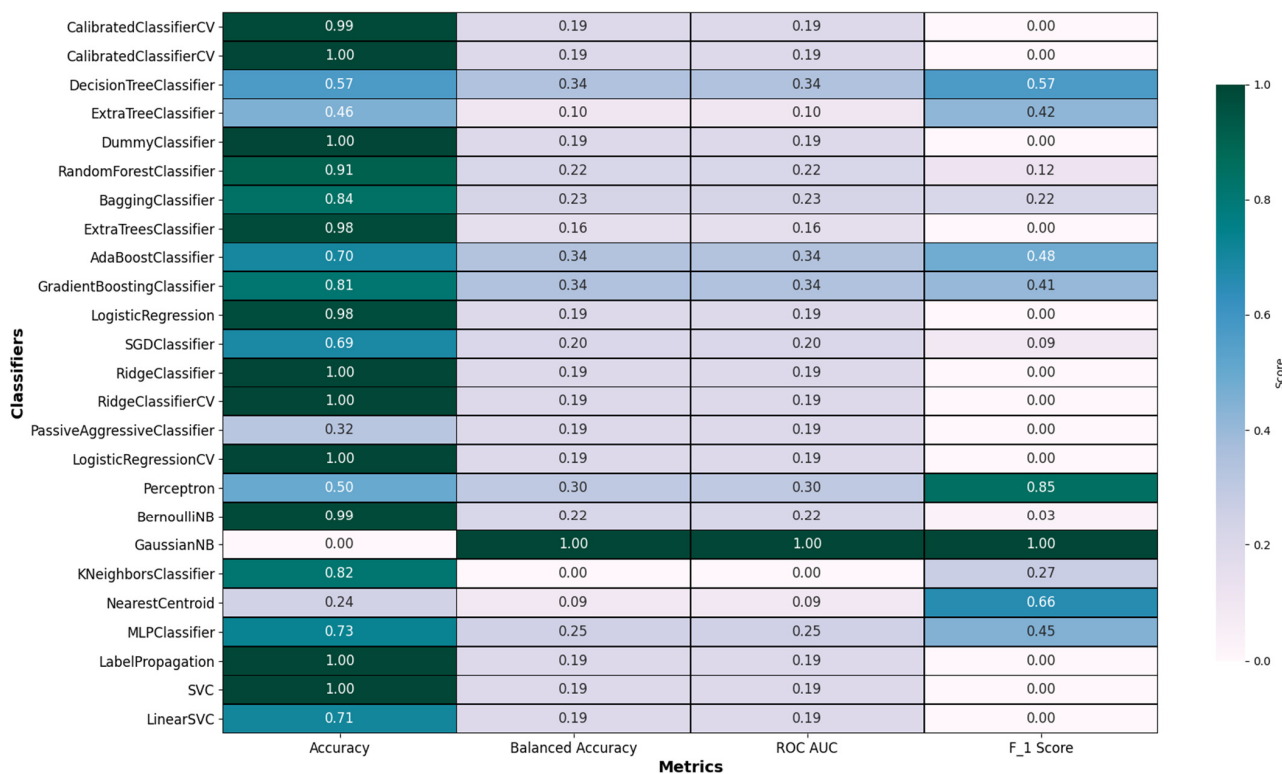 CalibratedClassifierCV 0.99 0.19 0.19 0.00
CalibratedClassifierCV 1.00 0.19 0.19 0.00
DecisionTreeClassifier 0.57 0.34 0.34 0.57
ExtraTreeClassifier 0.46 0.10 0.10 0.42
DummyClassifier 1.00 0.19 0.19 0.00
RandomForestClassifier 0.91 0.22 0.22 0.12
BaggingClassifier 0.84 0.23 0.23 0.22
ExtraTreesClassifier 0.98 0.16 0.16 0.00
AdaBoostClassifier 0.70 0.34 0.34 0.48
GradientBoostingClassifier 0.81 0.34 0.34 0.41
LogisticRegression 0.98 0.19 0.19 0.00
SGDClassifier 0.69 0.20 0.20 0.09
RidgeClassifier 1.00 0.19 0.19 0.00
RidgeClassifierCV 1.00 0.19 0.19 0.00
PassiveAggressiveClassifier 0.32 0.19 0.19 0.00
LogisticRegressionCV 1.00 0.19 0.19 0.00
Perceptron 0.50 0.30 0.30 0.85
BernoulliNB 0.99 0.22 0.22 0.03
GaussianNB 0.00 1.00 1.00 1.00
KNeighborsClassifier 0.82 0.00 0.00 0.27
NearestCentroid 0.24 0.09 0.09 0.66
MLPClassifier 0.73 0.25 0.25 0.45
LabelPropagation 1.00 0.19 0.19 0.00
SVC 1.00 0.19 0.19 0.00
LinearSVC 0.71 0.19 0.19 0.00
Accuracy Balanced Accuracy ROC AUC F_1 Score
Metrics
Classifiers
1.0
0.8
0.6
0.4
0.2
0.0
Score